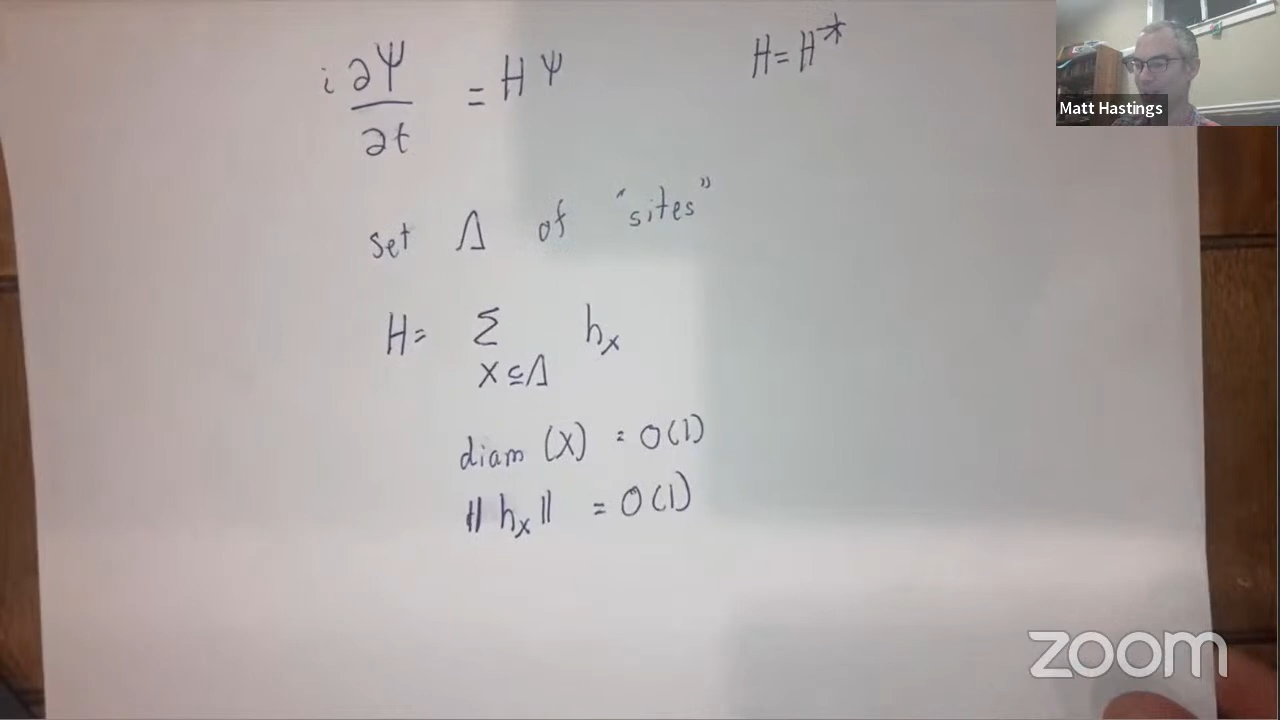 i ∂Ψ/∂t = H Ψ
H = H*
Matt Hastings
Set Λ of "sites"
H = Σ h_X
X ⊆ Λ
diam (X) = O(1)
‖ h_X ‖ = O(1)
zoom